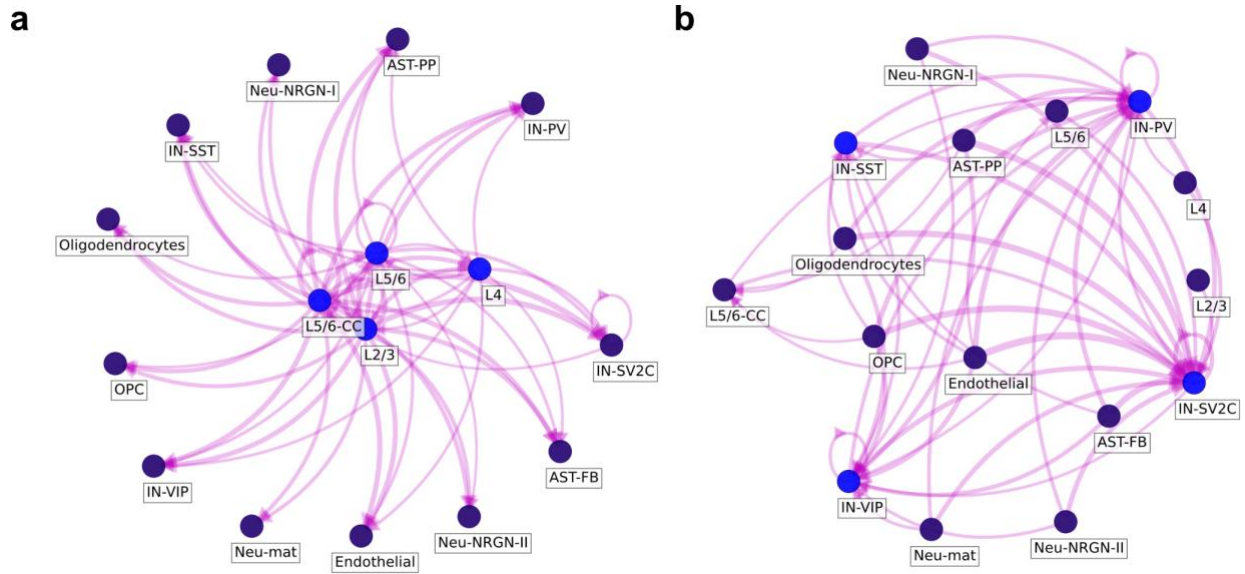 a
AST-PP
Neu-NRGN-I
IN-PV
IN-SST
Oligodendrocytes
L5/6
L4
L5/6-CC
L2/3
IN-SV2C
OPC
IN-VIP
AST-FB
Neu-mat
Endothelial
Neu-NRGN-II
b
Neu-NRGN-I
L5/6
IN-PV
IN-SST
AST-PP
L4
Oligodendrocytes
L5/6-CC
L2/3
OPC
Endothelial
IN-SV2C
AST-FB
IN-VIP
Neu-mat
Neu-NRGN-II